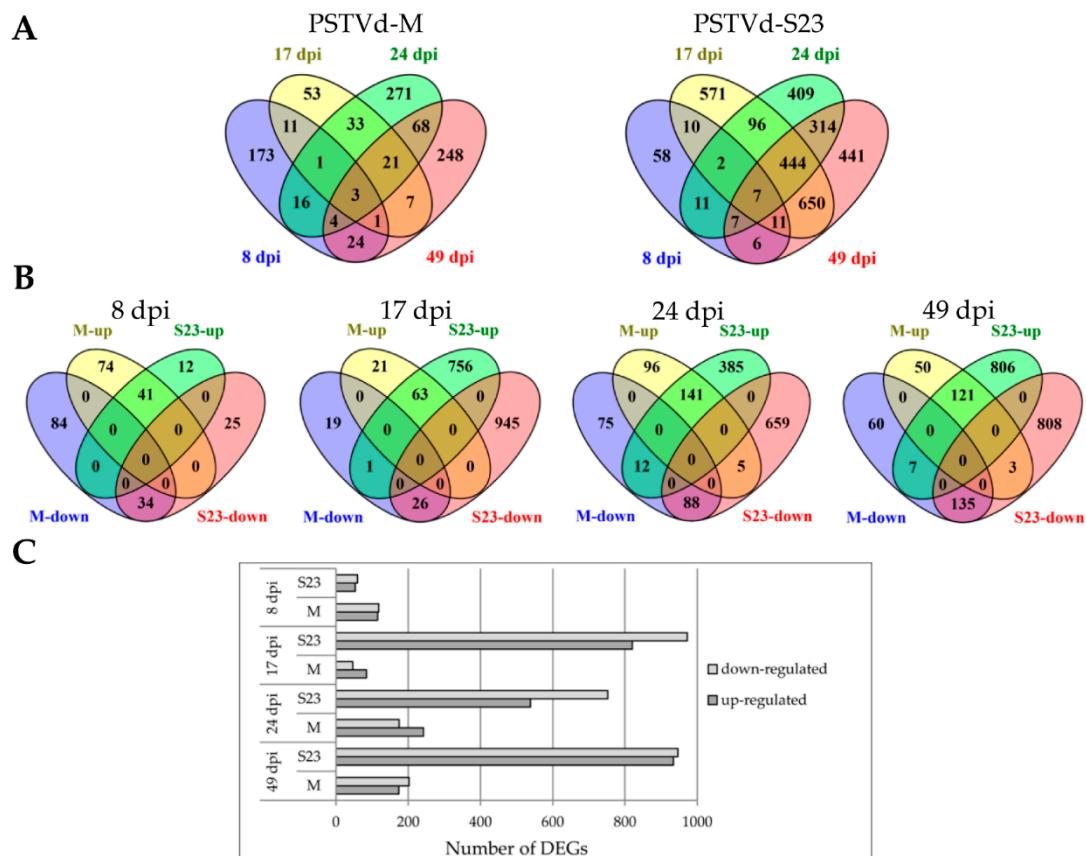 A
PSTVd-M
PSTVd-S23
17 dpi
24 dpi
17 dpi
24 dpi
53
271
571
409
11
33
68
10
96
314
173
1
21
248
58
2
444
441
16
3
7
11
7
650
4
1
7
11
24
6
8 dpi
49 dpi
8 dpi
49 dpi
B
8 dpi
17 dpi
24 dpi
49 dpi
M-up
S23-up
M-up
S23-up
M-up
S23-up
M-up
S23-up
74
12
21
756
96
385
50
806
0
41
0
0
63
0
0
141
0
0
121
0
84
0
0
25
19
0
0
945
75
0
0
659
60
0
0
808
0
0
0
1
0
0
12
0
5
7
0
3
0
0
0
0
0
0
0
0
34
26
88
135
M-down
S23-down
M-down
S23-down
M-down
S23-down
M-down
S23-down
C
8 dpi
S23
M
17 dpi
S23
M
24 dpi
S23
M
49 dpi
S23
M
down-regulated
up-regulated
0
200
400
600
800
1000
Number of DEGs